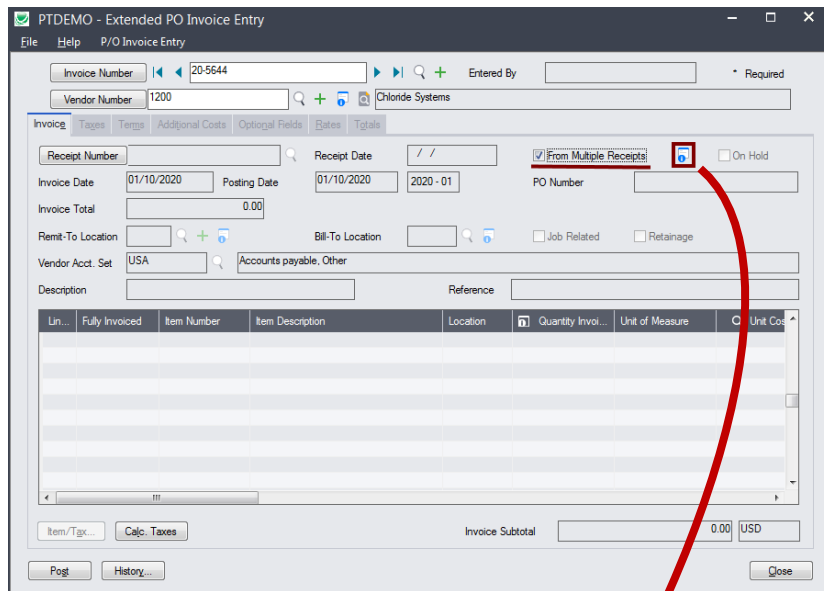 PTDEMO - Extended PO Invoice Entry
File Help P/O Invoice Entry
Invoice Number 20-5644 Entered By * Required
Vendor Number 1200 Chloride Systems
Invoice Taxes Terms Additional Costs Optional Fields Rates Totals
Receipt Number Receipt Date / / From Multiple Receipts On Hold
Invoice Date 01/10/2020 Posting Date 01/10/2020 2020 - 01 PO Number
Invoice Total 0.00
Remit-To Location Bill-To Location Job Related Retainage
Vendor Acct. Set USA Accounts payable, Other
Description Reference
Lin... Fully Invoiced Item Number Item Description Location Quantity Invoi... Unit of Measure Unit Cos
Item/Tax... Calc. Taxes Invoice Subtotal 0.00 USD
Post History... Close